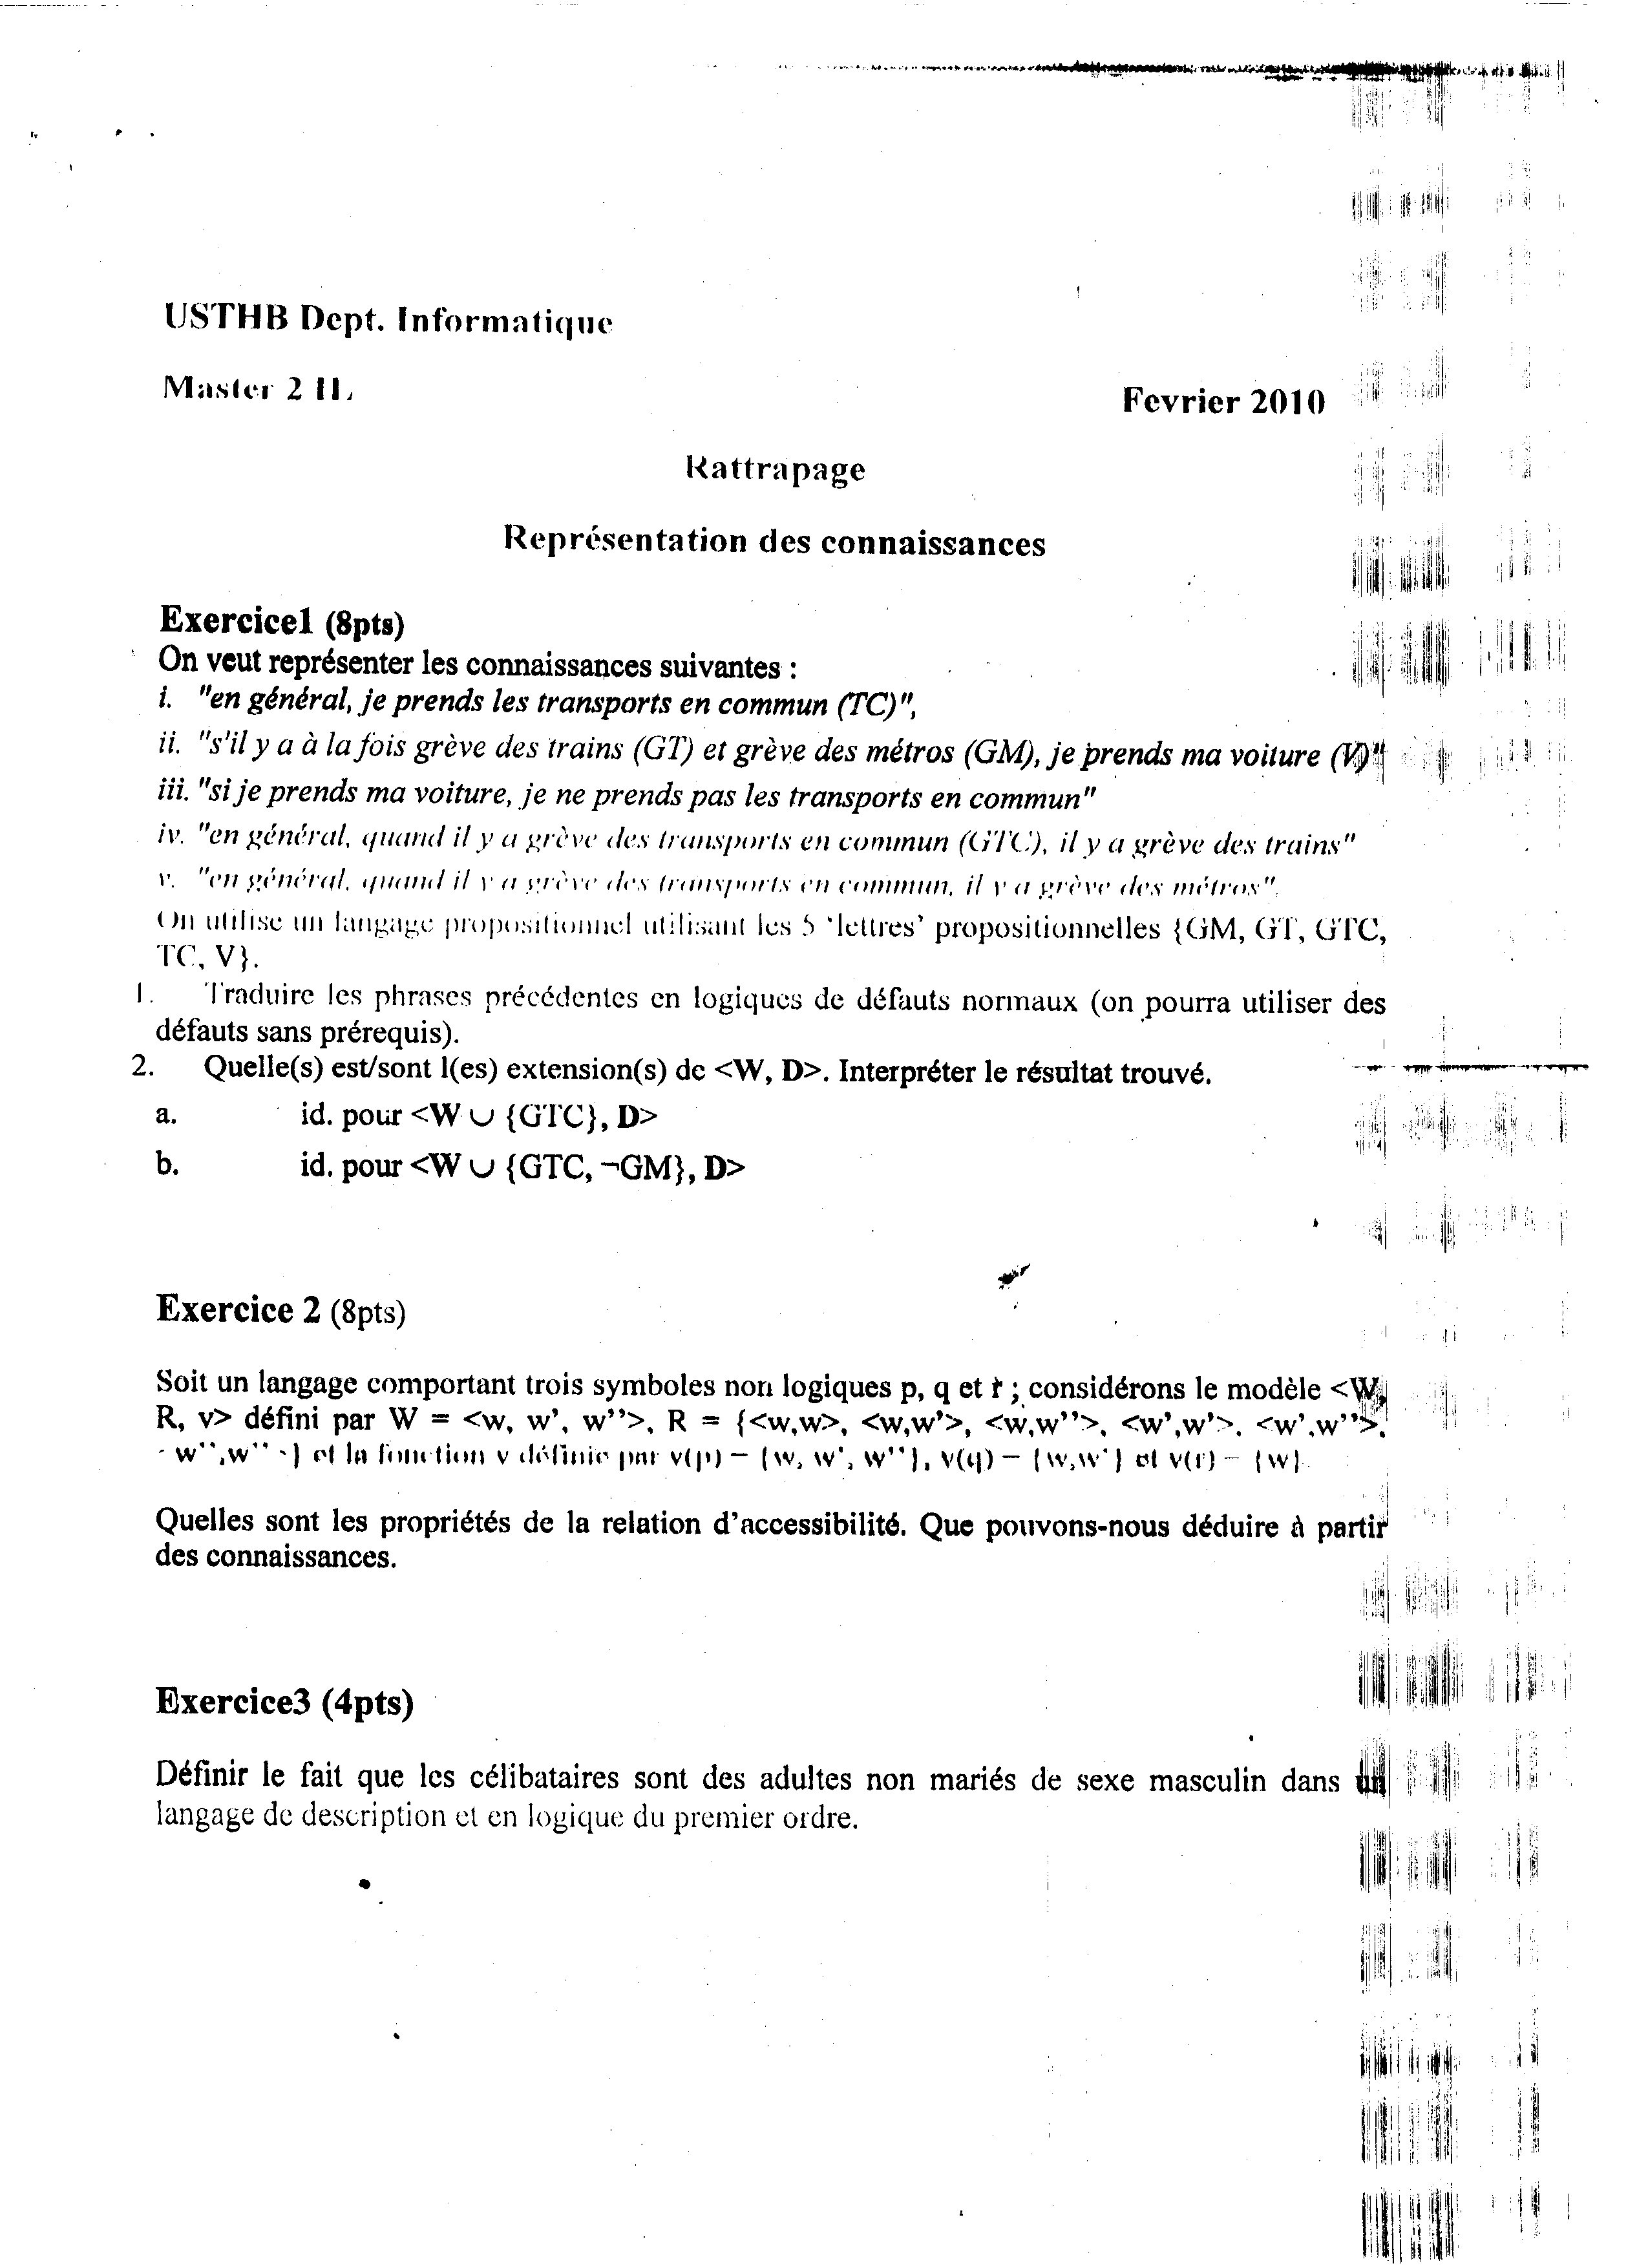 USTHB Dept. Informatique
Master 2 IL
Fevrier 2010
Rattrapage
Représentation des connaissances
Exercice1 (8pts)
On veut représenter les connaissances suivantes :
i. "en général, je prends les transports en commun (TC)",
ii. "s'il y a à la fois grève des trains (GT) et grève des métros (GM), je prends ma voiture (V)"
iii. "si je prends ma voiture, je ne prends pas les transports en commun"
iv. "en général, quand il y a grève des transports en commun (GTC), il y a grève des trains"
v. "en général, quand il y a grève des transports en commun, il y a grève des métros".
On utilise un langage propositionnel utilisant les 5 'lettres' propositionnelles {GM, GT, GTC,
TC, V}.
1. Traduire les phrases précédentes en logiques de défauts normaux (on pourra utiliser des
défauts sans prérequis).
2. Quelle(s) est/sont l(es) extension(s) de <W, D>. Interpréter le résultat trouvé.
a. id. pour <W ∪ {GTC}, D>
b. id. pour <W ∪ {GTC, ¬GM}, D>
Exercice 2 (8pts)
Soit un langage comportant trois symboles non logiques p, q et r ; considérons le modèle <W,
R, v> défini par W = <w, w', w''>, R = {<w,w>, <w,w'>, <w,w''>, <w',w'>, <w',w''>,
<w'',w''>} et la fonction v définie par v(p) = {w, w', w''}, v(q) = {w,w'} et v(r) = {w}.
Quelles sont les propriétés de la relation d'accessibilité. Que pouvons-nous déduire à partir
des connaissances.
Exercice3 (4pts)
Définir le fait que les célibataires sont des adultes non mariés de sexe masculin dans un
langage de description et en logique du premier ordre.